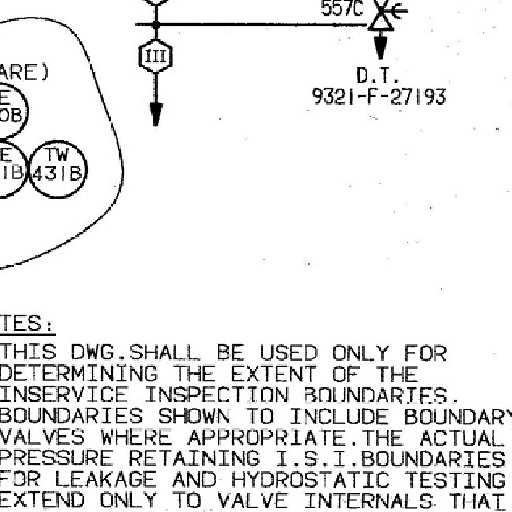 557C
III
ARE)
D.T.
9321-F-27193
E
0B
E
1B
TW
431B
TES:
THIS DWG.SHALL BE USED ONLY FOR
DETERMINING THE EXTENT OF THE
INSERVICE INSPECTION BOUNDARIES.
BOUNDARIES SHOWN TO INCLUDE BOUNDARY
VALVES WHERE APPROPRIATE.THE ACTUAL
PRESSURE RETAINING I.S.I.BOUNDARIES
FOR LEAKAGE AND HYDROSTATIC TESTING
EXTEND ONLY TO VALVE INTERNALS THAT